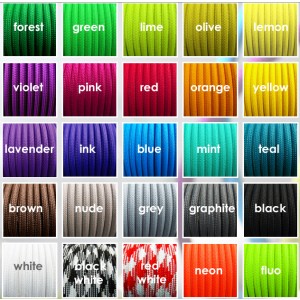 forest green lime olive lemon
violet pink red orange yellow
lavender ink blue mint teal
brown nude grey graphite black
white black white red white neon fluo